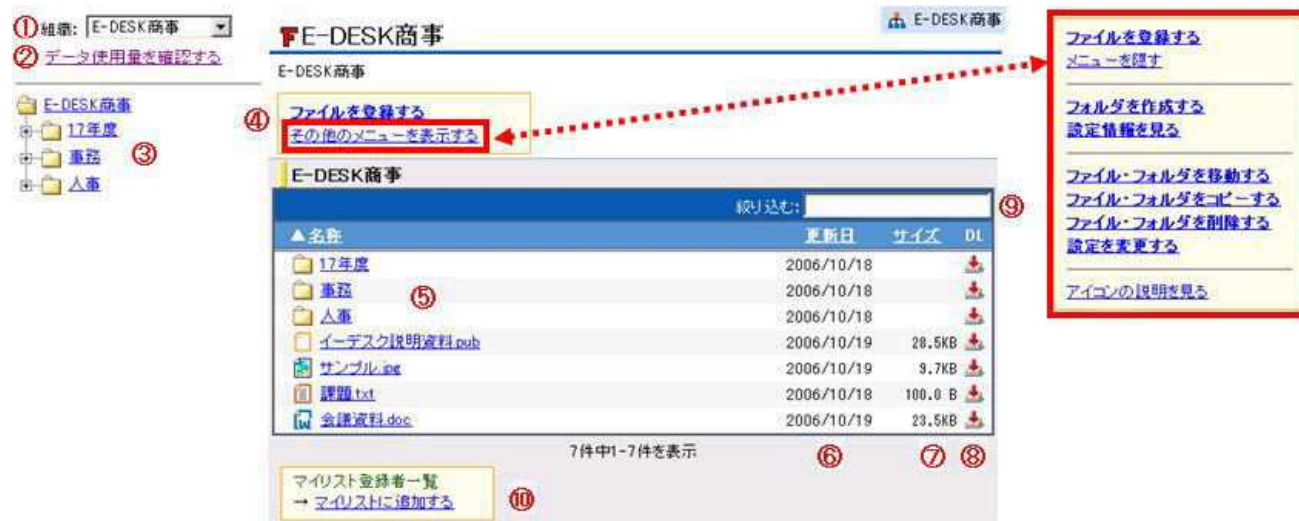 ① 組織: E-DESK商事
② データ使用量を確認する
E-DESK商事
17年度
事務
人事
③
E-DESK商事
E-DESK商事
E-DESK商事
④
ファイルを登録する
その他のメニューを表示する
E-DESK商事
絞り込む:
⑨
▲名称 更新日 サイズ DL
17年度 2006/10/18
事務 2006/10/18
⑤
人事 2006/10/18
イーデスク説明資料.pub 2006/10/19 28.5KB
サンプル.jpg 2006/10/19 9.7KB
課題.txt 2006/10/18 100.0 B
会議資料.doc 2006/10/19 23.5KB
7件中1-7件を表示
⑥ ⑦ ⑧
マイリスト登録者一覧
→ マイリストに追加する
⑩
ファイルを登録する
メニューを隠す
フォルダを作成する
設定情報を見る
ファイル・フォルダを移動する
ファイル・フォルダをコピーする
ファイル・フォルダを削除する
設定を変更する
アイコンの説明を見る